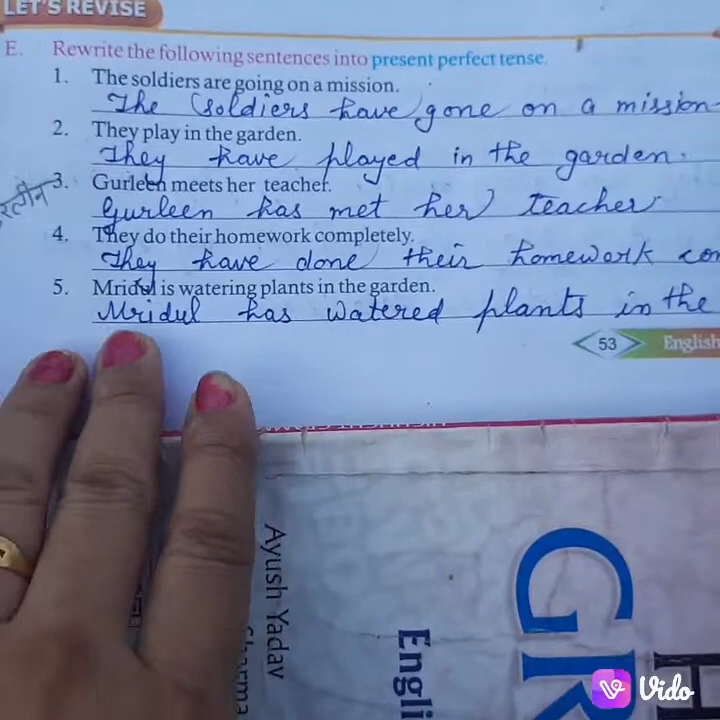 LET'S REVISE
E. Rewrite the following sentences into present perfect tense.
1. The soldiers are going on a mission.
The soldiers have gone on a mission.
2. They play in the garden.
They have played in the garden.
3. Gurleen meets her teacher.
Gurleen has met her teacher
4. They do their homework completely.
They have done their homework
5. Mridul is watering plants in the garden.
Mridul has watered plants in the
53 English
Ayush Yadav
Sharma
Engli
GR
Vido